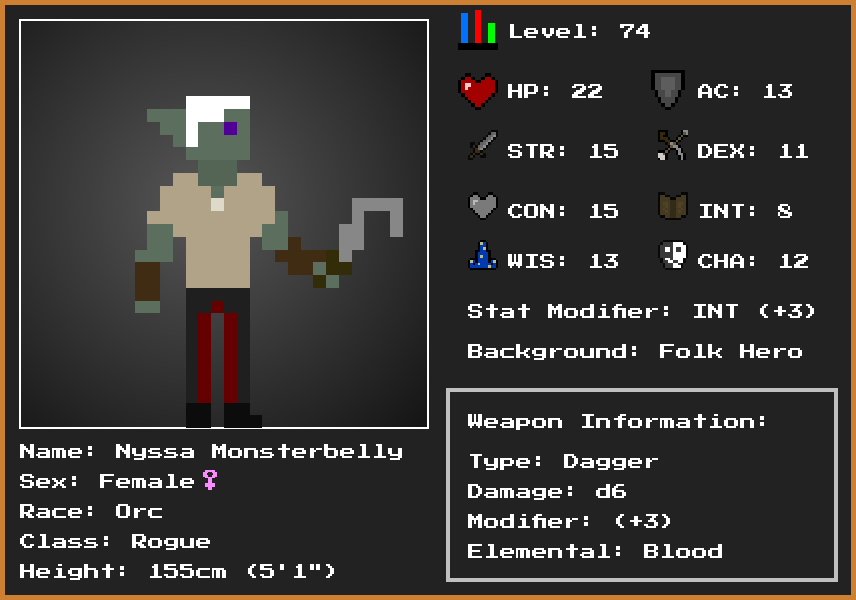 Level: 74
HP: 22
AC: 13
STR: 15
DEX: 11
CON: 15
INT: 8
WIS: 13
CHA: 12
Stat Modifier: INT (+3)
Background: Folk Hero
Name: Nyssa Monsterbelly
Sex: Female♀
Race: Orc
Class: Rogue
Height: 155cm (5'1")
Weapon Information:
Type: Dagger
Damage: d6
Modifier: (+3)
Elemental: Blood